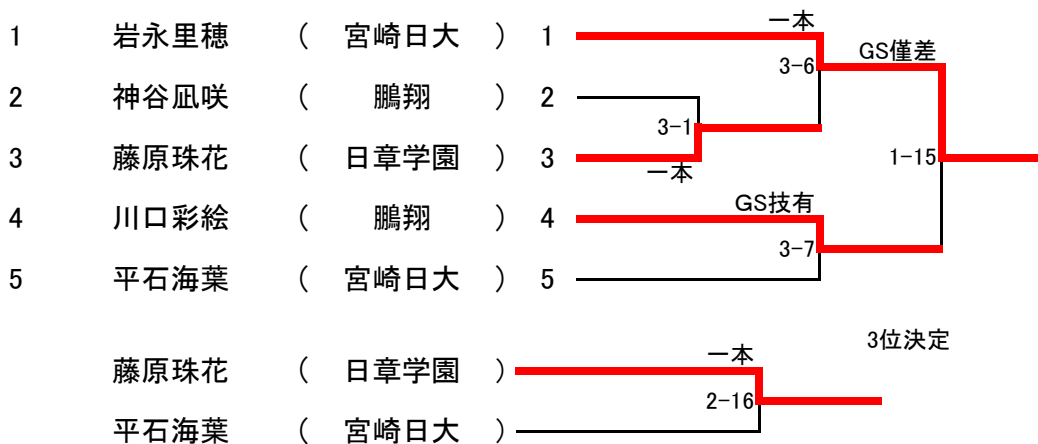 1 岩永里穂 ( 宮崎日大 ) 1
一本
3-6
GS僅差
2 神谷凪咲 ( 鵬翔 ) 2
3-1
3 藤原珠花 ( 日章学園 ) 3
一本
1-15
4 川口彩絵 ( 鵬翔 ) 4
GS技有
3-7
5 平石海葉 ( 宮崎日大 ) 5
3位決定
藤原珠花 ( 日章学園 )
一本
2-16
平石海葉 ( 宮崎日大 )